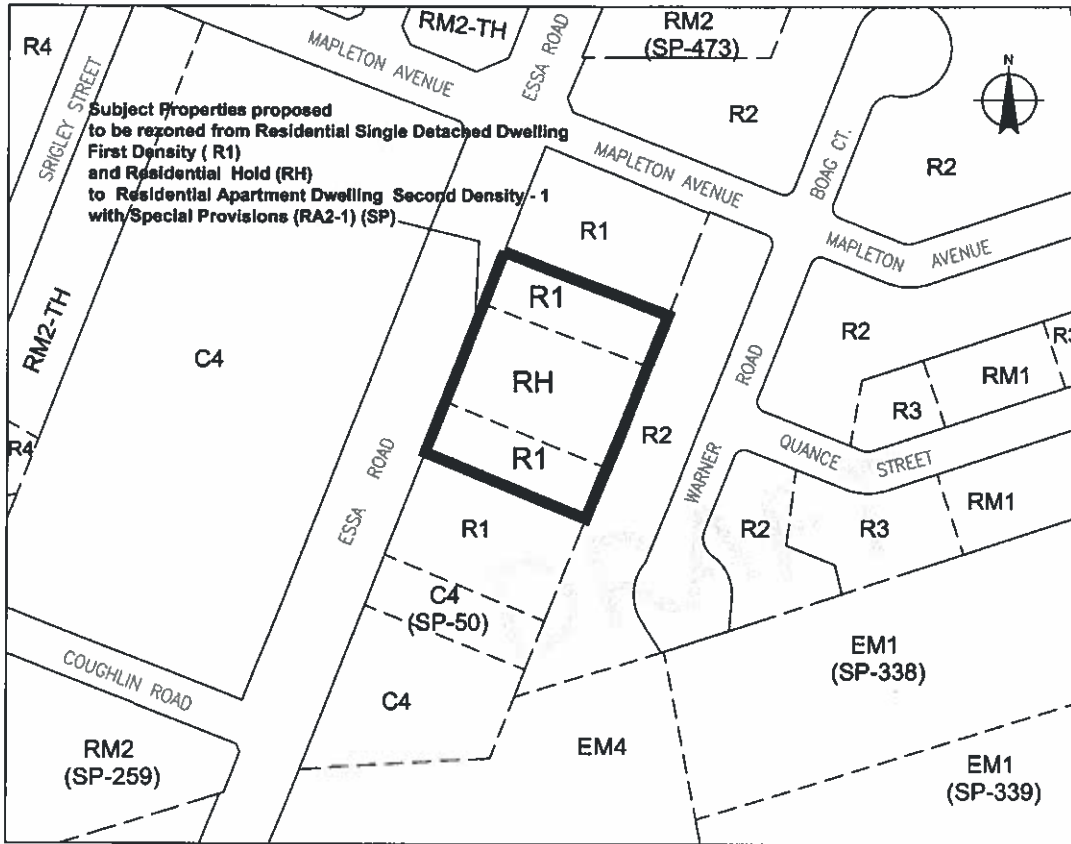 R4
SRIGLEY STREET
MAPLETON AVENUE
RM2-TH
ESSA ROAD
RM2
(SP-473)
R2
BOAG CT.
R2
N
Subject Properties proposed
to be rezoned from Residential Single Detached Dwelling
First Density ( R1)
and Residential Hold (RH)
to Residential Apartment Dwelling Second Density - 1
with Special Provisions (RA2-1) (SP)
MAPLETON AVENUE
MAPLETON AVENUE
R1
R1
RH
R1
R2
WARNER ROAD
R2
R3
RM1
QUANCE STREET
R2
R3
RM1
RM2-TH
C4
R4
ESSA ROAD
R1
C4
(SP-50)
C4
COUGHLIN ROAD
RM2
(SP-259)
EM4
EM1
(SP-338)
EM1
(SP-339)